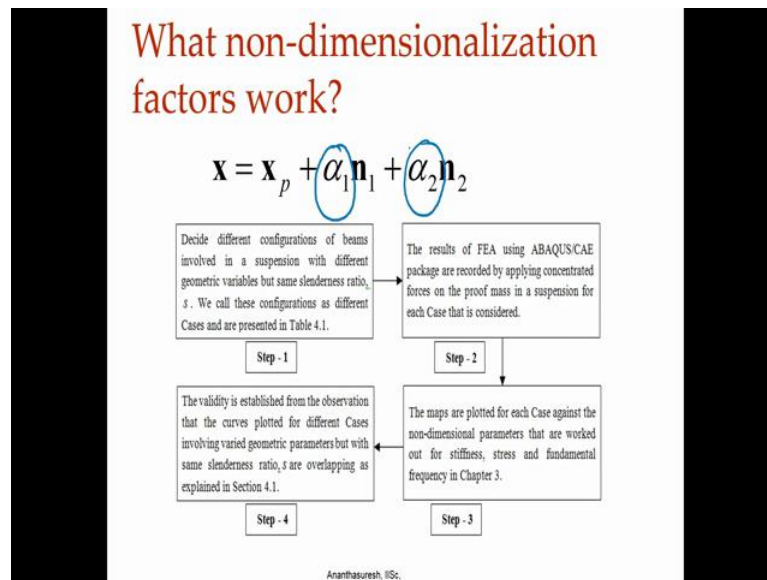 What non-dimensionalization
factors work?
x = xₚ + α₁n₁ + α₂n₂
Decide different configurations of beams
involved in a suspension with different
geometric variables but same slenderness ratio,
s. We call these configurations as different
Cases and are presented in Table 4.1.
Step - 1
The results of FEA using ABAQUS/CAE
package are recorded by applying concentrated
forces on the proof mass in a suspension for
each Case that is considered.
Step - 2
The maps are plotted for each Case against the
non-dimensional parameters that are worked
out for stiffness, stress and fundamental
frequency in Chapter 3.
Step - 3
The validity is established from the observation
that the curves plotted for different Cases
involving varied geometric parameters but with
same slenderness ratio, s are overlapping as
explained in Section 4.1.
Step - 4
Ananthasuresh, IISc,